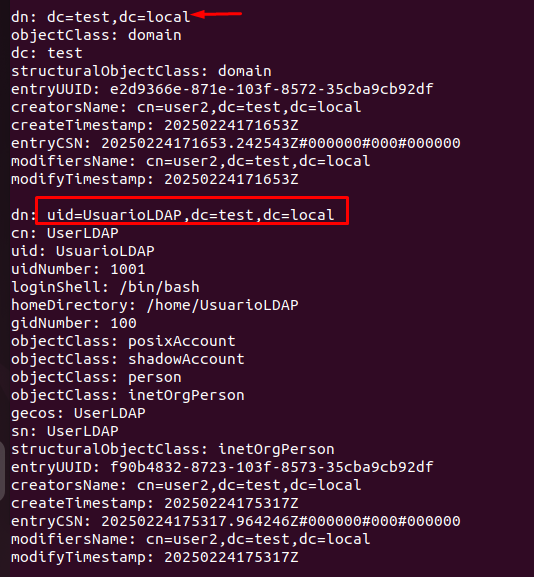 dn: dc=test,dc=local
objectClass: domain
dc: test
structuralObjectClass: domain
entryUUID: e2d9366e-871e-103f-8572-35cba9cb92df
creatorsName: cn=user2,dc=test,dc=local
createTimestamp: 20250224171653Z
entryCSN: 20250224171653.242543Z#000000#000#000000
modifiersName: cn=user2,dc=test,dc=local
modifyTimestamp: 20250224171653Z
dn: uid=UsuarioLDAP,dc=test,dc=local
cn: UserLDAP
uid: UsuarioLDAP
uidNumber: 1001
loginShell: /bin/bash
homeDirectory: /home/UsuarioLDAP
gidNumber: 100
objectClass: posixAccount
objectClass: shadowAccount
objectClass: person
objectClass: inetOrgPerson
gecos: UserLDAP
sn: UserLDAP
structuralObjectClass: inetOrgPerson
entryUUID: f90b4832-8723-103f-8573-35cba9cb92df
creatorsName: cn=user2,dc=test,dc=local
createTimestamp: 20250224175317Z
entryCSN: 20250224175317.964246Z#000000#000#000000
modifiersName: cn=user2,dc=test,dc=local
modifyTimestamp: 20250224175317Z